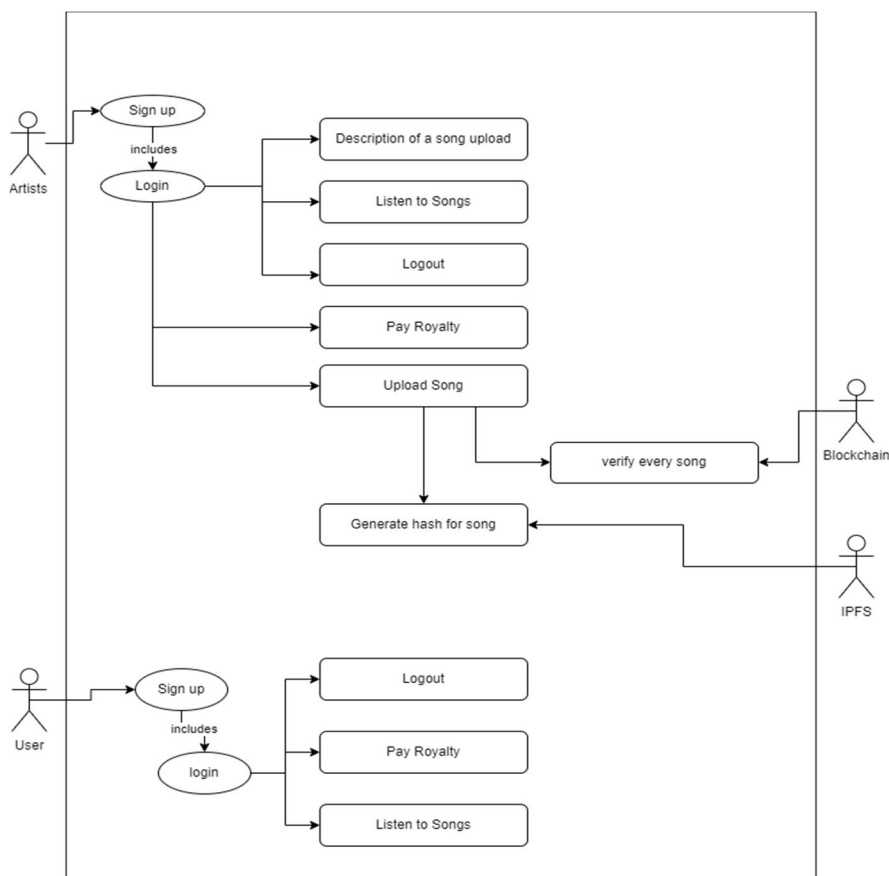 Sign up
Artists
includes
Login
Description of a song upload
Listen to Songs
Logout
Pay Royalty
Upload Song
verify every song
Blockchain
Generate hash for song
IPFS
User
Sign up
includes
login
Logout
Pay Royalty
Listen to Songs